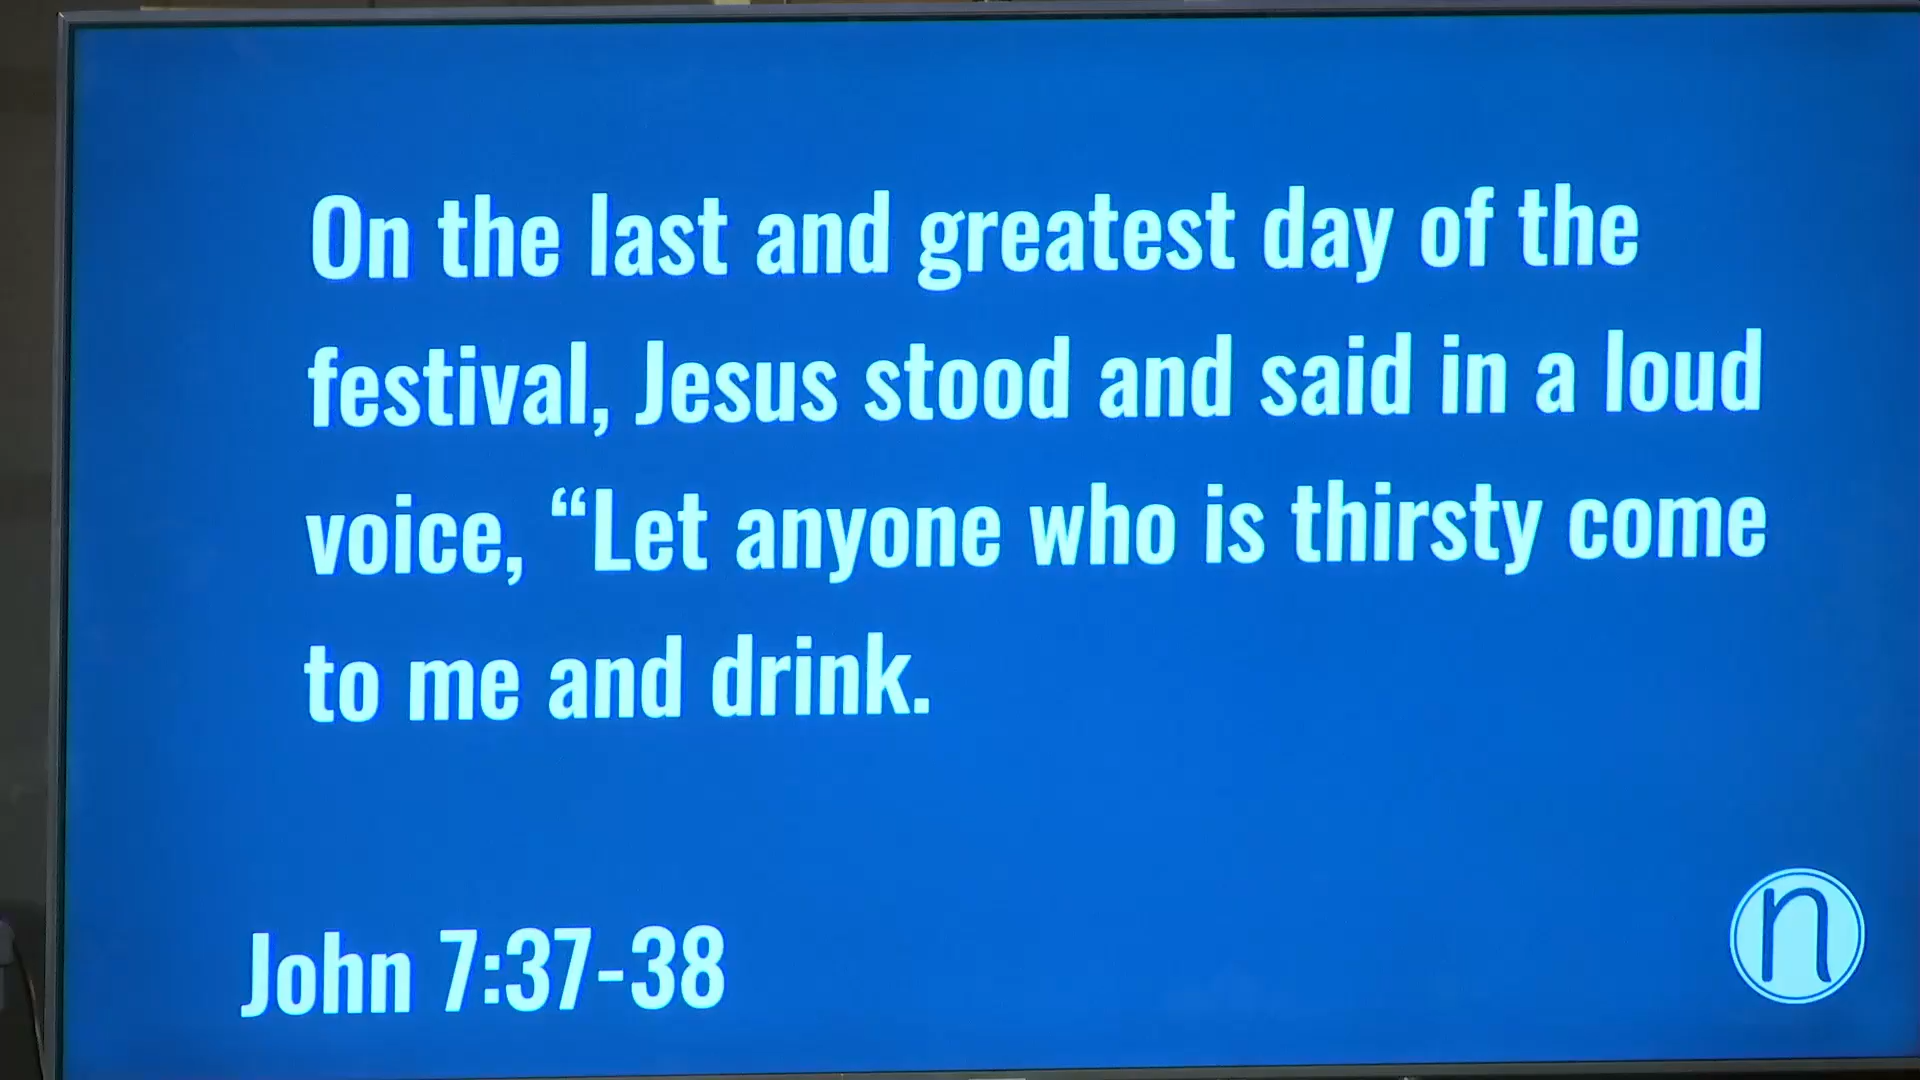 On the last and greatest day of the
festival, Jesus stood and said in a loud
voice, “Let anyone who is thirsty come
to me and drink.
John 7:37-38
n